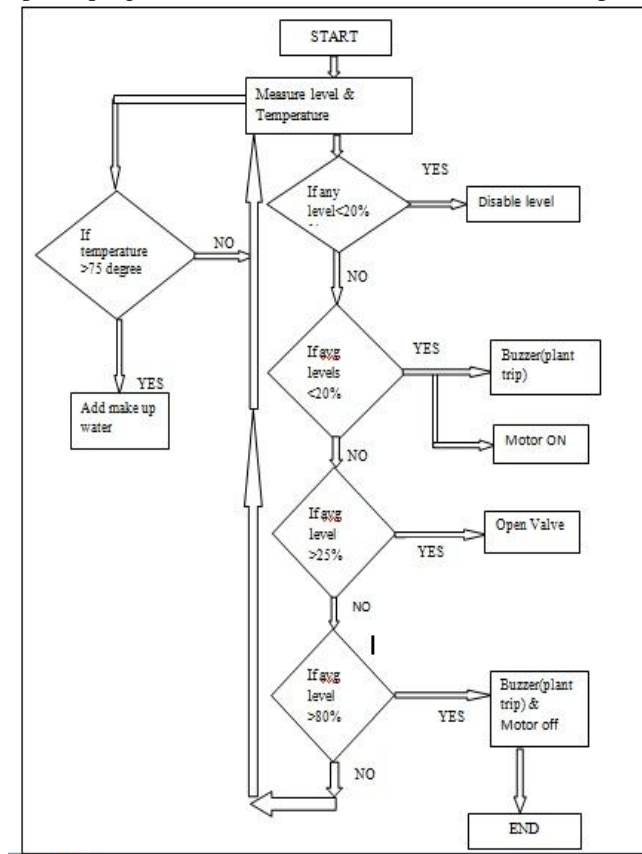 START
Measure level &
Temperature
YES
If any
level<20%
Disable level
If
temperature
>75 degree
NO
NO
If avg
levels
<20%
YES
Buzzer(plant
trip)
YES
Add make up
water
Motor ON
NO
If avg
level
>25%
Open Valve
YES
NO
If avg
level
>80%
YES
Buzzer(plant
trip) &
Motor off
NO
END